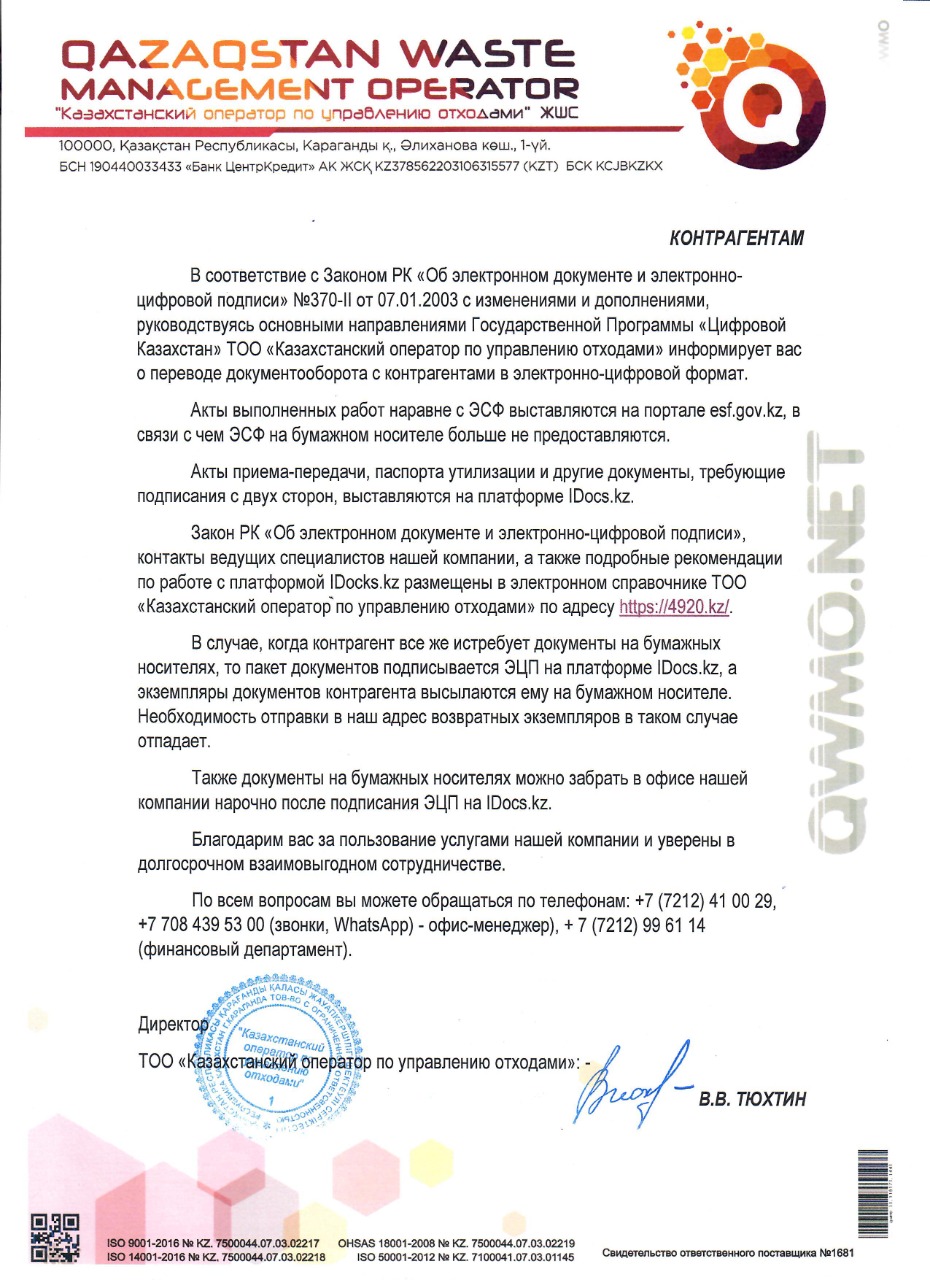 QAZAQSTAN WASTE
MANAGEMENT OPERATOR
"Казахстанский оператор по управлению отходами" ЖШС
100000, Қазақстан Республикасы, Караганды қ., Әлиханова көш., 1-үй.
БСН 190440033433 «Банк ЦентрКредит» АК ЖСҚ KZ378562203106315577 (KZT) БСК KCJBKZKX
КОНТРАГЕНТАМ
В соответствие с Законом РК «Об электронном документе и электронно-
цифровой подписи» №370-II от 07.01.2003 с изменениями и дополнениями,
руководствуясь основными направлениями Государственной Программы «Цифровой
Казахстан» ТОО «Казахстанский оператор по управлению отходами» информирует вас
о переводе документооборота с контрагентами в электронно-цифровой формат.
Акты выполненных работ наравне с ЭСФ выставляются на портале esf.gov.kz, в
связи с чем ЭСФ на бумажном носителе больше не предоставляются.
Акты приема-передачи, паспорта утилизации и другие документы, требующие
подписания с двух сторон, выставляются на платформе IDocs.kz.
Закон РК «Об электронном документе и электронно-цифровой подписи»,
контакты ведущих специалистов нашей компании, а также подробные рекомендации
по работе с платформой IDocks.kz размещены в электронном справочнике ТОО
«Казахстанский оператор по управлению отходами» по адресу https://4920.kz/.
В случае, когда контрагент все же истребует документы на бумажных
носителях, то пакет документов подписывается ЭЦП на платформе IDocs.kz, а
экземпляры документов контрагента высылаются ему на бумажном носителе.
Необходимость отправки в наш адрес возвратных экземпляров в таком случае
отпадает.
Также документы на бумажных носителях можно забрать в офисе нашей
компании нарочно после подписания ЭЦП на IDocs.kz.
Благодарим вас за пользование услугами нашей компании и уверены в
долгосрочном взаимовыгодном сотрудничестве.
По всем вопросам вы можете обращаться по телефонам: +7 (7212) 41 00 29,
+7 708 439 53 00 (звонки, WhatsApp) - офис-менеджер), + 7 (7212) 99 61 14
(финансовый департамент).
QWMO.NET
Директор
ТОО «Казахстанский оператор по управлению отходами»: -
В.В. ТЮХТИН
"Казахстанский
оператор по
управлению
отходами"
1
ISO 9001-2016 № KZ. 7500044.07.03.02217 OHSAS 18001-2008 № KZ. 7500044.07.03.02219
ISO 14001-2016 № KZ. 7500044.07.03.02218 ISO 50001-2012 № KZ. 7100041.07.03.01145
Свидетельство ответственного поставщика №1681